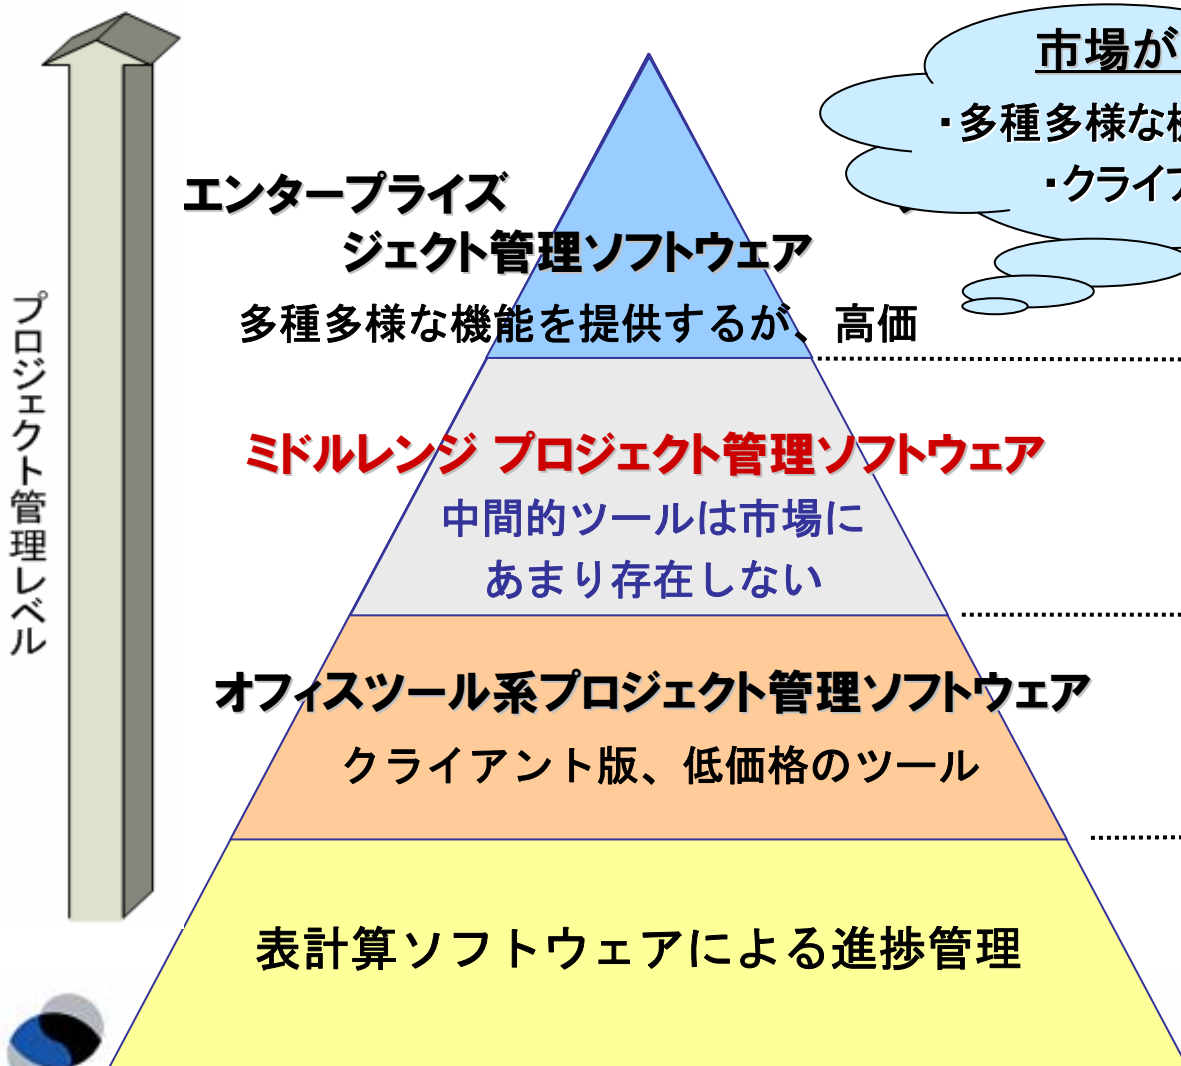 市場が
・多種多様な
・クライア
エンタープライズ
ジェクト管理ソフトウェア
多種多様な機能を提供するが、高価
プロジェクト管理レベル
ミドルレンジ プロジェクト管理ソフトウェア
中間的ツールは市場に
あまり存在しない
オフィスツール系プロジェクト管理ソフトウェア
クライアント版、低価格のツール
表計算ソフトウェアによる進捗管理